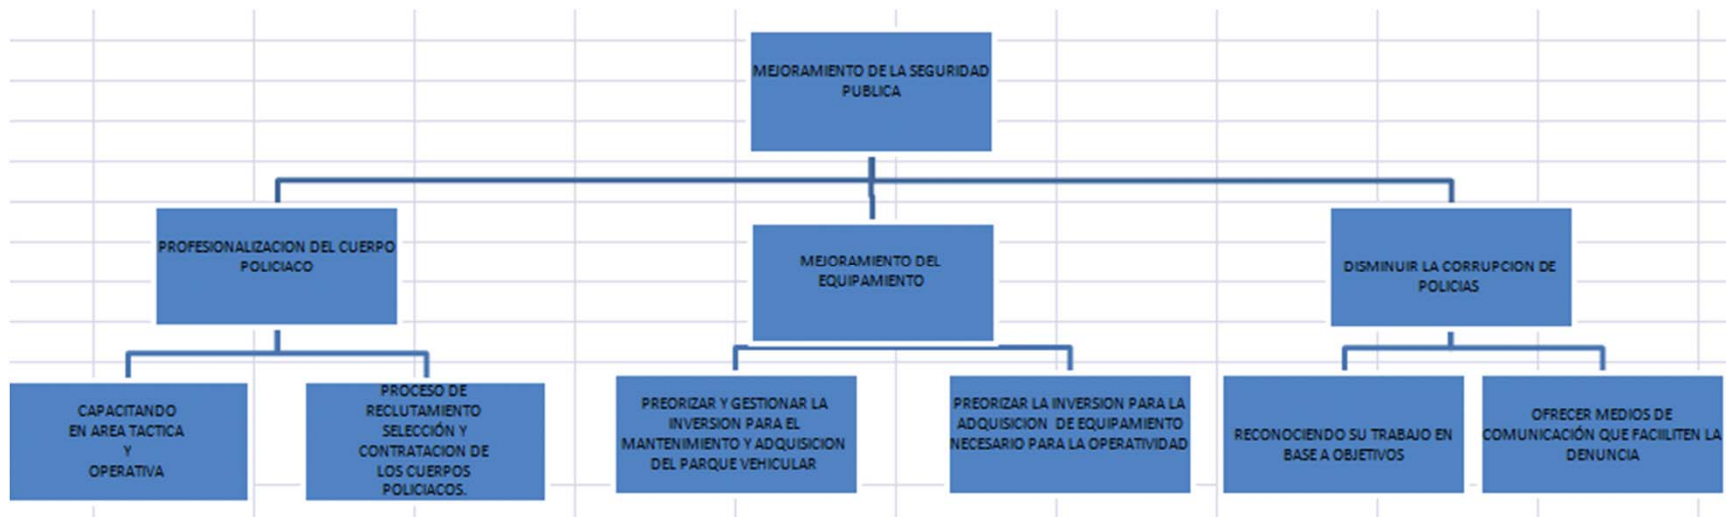 MEJORAMIENTO DE LA SEGURIDAD
PUBLICA
PROFESIONALIZACION DEL CUERPO
POLICIACO
MEJORAMIENTO DEL
EQUIPAMIENTO
DISMINUIR LA CORRUPCION DE
POLICIAS
CAPACITANDO
EN AREA TACTICA
Y
OPERATIVA
PROCESO DE
RECLUTAMIENTO
SELECCIÓN Y
CONTRATACION DE
LOS CUERPOS
POLICIACOS.
PREORIZAR Y GESTIONAR LA
INVERSION PARA EL
MANTENIMIENTO Y ADQUISICION
DEL PARQUE VEHICULAR
PREORIZAR LA INVERSION PARA LA
ADQUISICION DE EQUIPAMIENTO
NECESARIO PARA LA OPERATIVIDAD
RECONOCIENDO SU TRABAJO EN
BASE A OBJETIVOS
OFRECER MEDIOS DE
COMUNICACIÓN QUE FACIILITEN LA
DENUNCIA